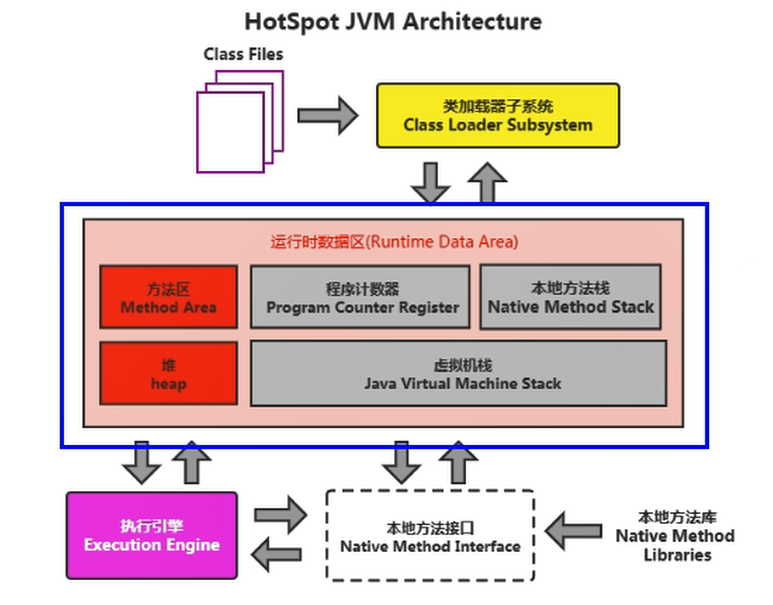 HotSpot JVM Architecture
Class Files
类加载器子系统
Class Loader Subsystem
运行时数据区(Runtime Data Area)
方法区
Method Area
程序计数器
Program Counter Register
本地方法栈
Native Method Stack
堆
heap
虚拟机栈
Java Virtual Machine Stack
执行引擎
Execution Engine
本地方法接口
Native Method Interface
本地方法库
Native Method
Libraries